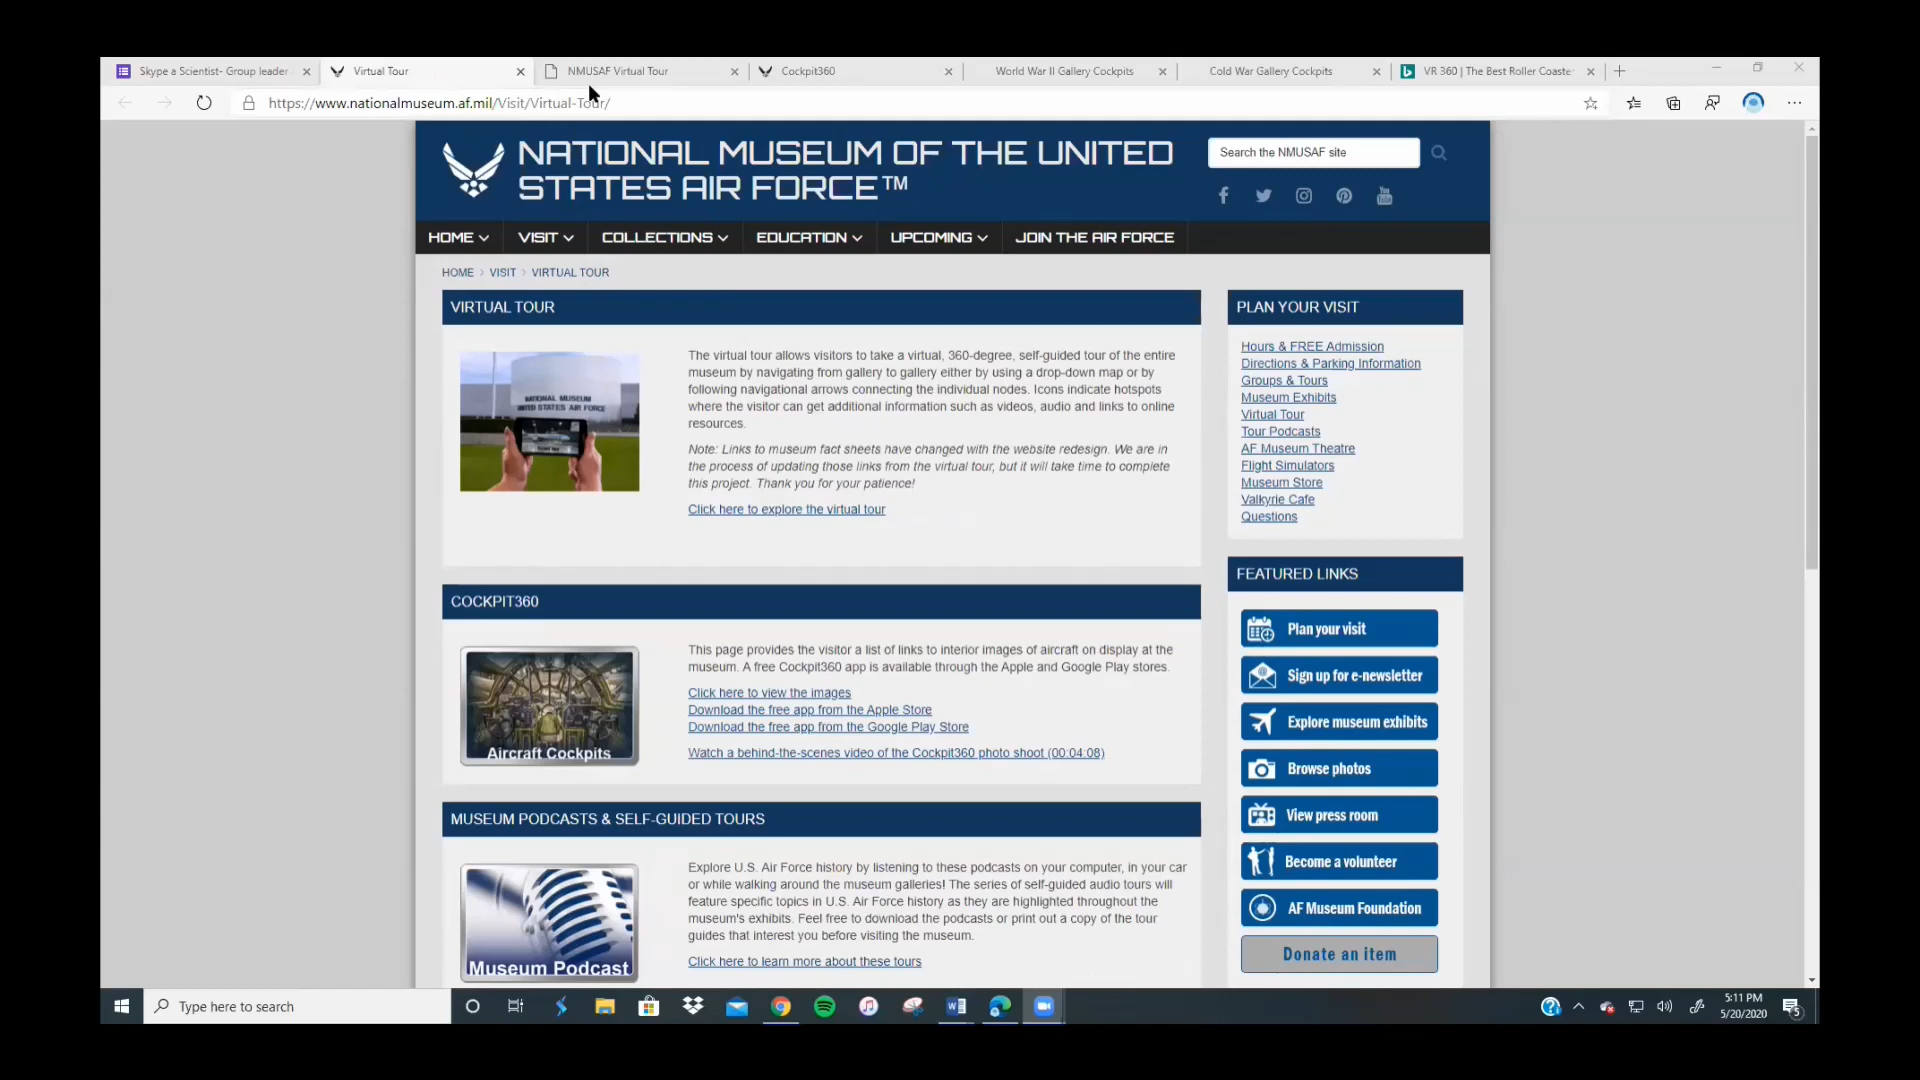 Skype a Scientist- Group leader
Virtual Tour
NMUSAF Virtual Tour
Cockpit360
World War II Gallery Cockpits
Cold War Gallery Cockpits
VR 360 | The Best Roller Coaste
https://www.nationalmuseum.af.mil/Visit/Virtual-Tour/
NATIONAL MUSEUM OF THE UNITED
STATES AIR FORCE™
Search the NMUSAF site
HOME
VISIT
COLLECTIONS
EDUCATION
UPCOMING
JOIN THE AIR FORCE
HOME > VISIT > VIRTUAL TOUR
VIRTUAL TOUR
NATIONAL MUSEUM
UNITED STATES AIR FORCE
The virtual tour allows visitors to take a virtual, 360-degree, self-guided tour of the entire
museum by navigating from gallery to gallery either by using a drop-down map or by
following navigational arrows connecting the individual nodes. Icons indicate hotspots
where the visitor can get additional information such as videos, audio and links to online
resources.
Note: Links to museum fact sheets have changed with the website redesign. We are in
the process of updating those links from the virtual tour, but it will take time to complete
this project. Thank you for your patience!
Click here to explore the virtual tour
COCKPIT360
Aircraft Cockpits
This page provides the visitor a list of links to interior images of aircraft on display at the
museum. A free Cockpit360 app is available through the Apple and Google Play stores.
Click here to view the images
Download the free app from the Apple Store
Download the free app from the Google Play Store
Watch a behind-the-scenes video of the Cockpit360 photo shoot (00:04:08)
MUSEUM PODCASTS & SELF-GUIDED TOURS
Museum Podcast
Explore U.S. Air Force history by listening to these podcasts on your computer, in your car
or while walking around the museum galleries! The series of self-guided audio tours will
feature specific topics in U.S. Air Force history as they are highlighted throughout the
museum's exhibits. Feel free to download the podcasts or print out a copy of the tour
guides that interest you before visiting the museum.
Click here to learn more about these tours
PLAN YOUR VISIT
Hours & FREE Admission
Directions & Parking Information
Groups & Tours
Museum Exhibits
Virtual Tour
Tour Podcasts
AF Museum Theatre
Flight Simulators
Museum Store
Valkyrie Cafe
Questions
FEATURED LINKS
Plan your visit
Sign up for e-newsletter
Explore museum exhibits
Browse photos
View press room
Become a volunteer
AF Museum Foundation
Donate an item
Type here to search
5:11 PM
5/20/2020
5